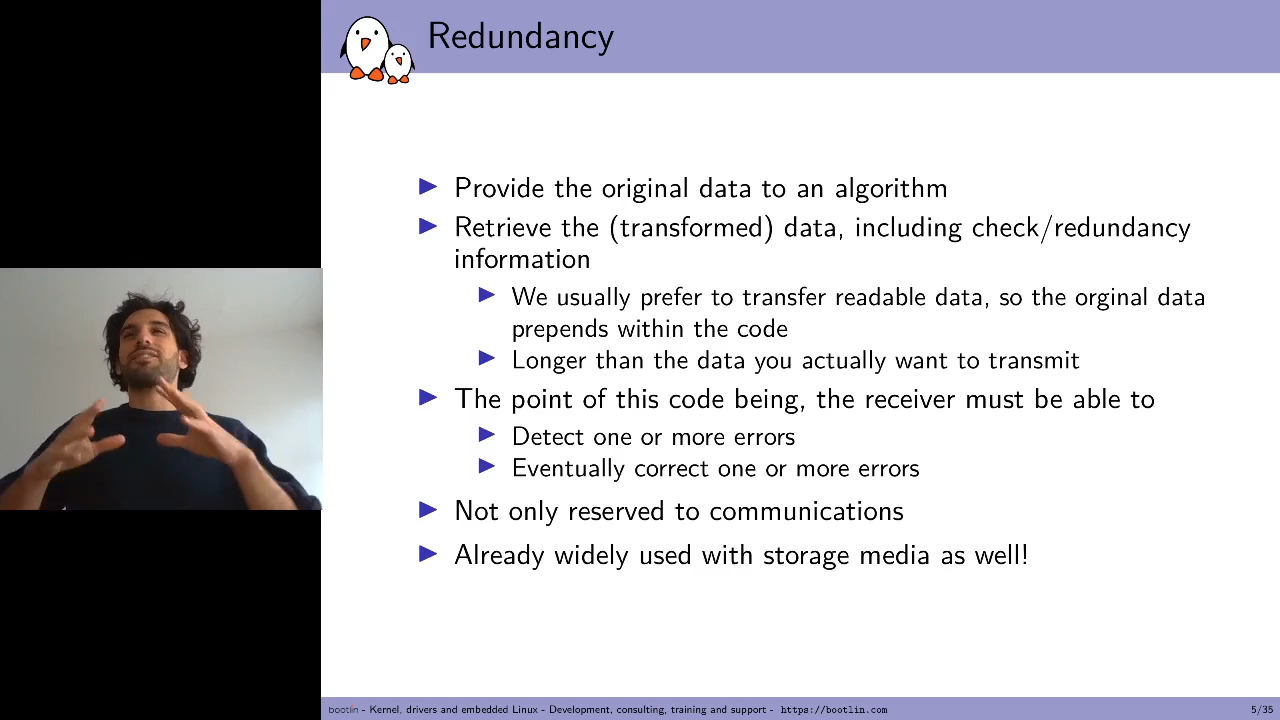 Redundancy
Provide the original data to an algorithm
Retrieve the (transformed) data, including check/redundancy
information
We usually prefer to transfer readable data, so the orginal data
prepends within the code
Longer than the data you actually want to transmit
The point of this code being, the receiver must be able to
Detect one or more errors
Eventually correct one or more errors
Not only reserved to communications
Already widely used with storage media as well!
bootlin - Kernel, drivers and embedded Linux - Development, consulting, training and support - https://bootlin.com
5/35